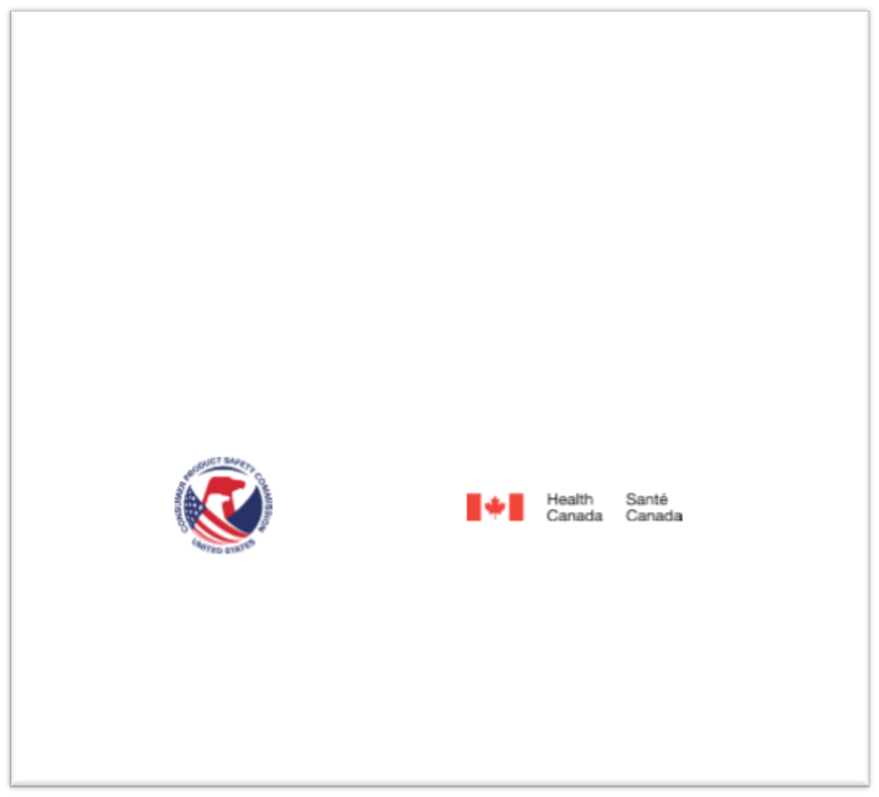 CONSUMER PRODUCT SAFETY COMMISSION
UNITED STATES
Health Canada
Santé Canada